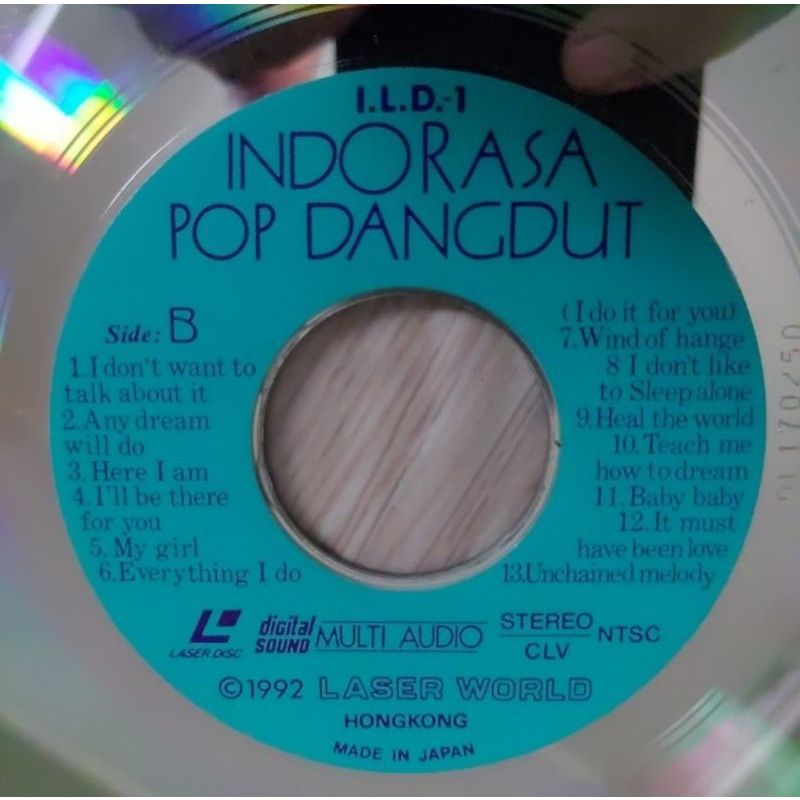 I.L.D.-1
INDORASA
POP DANGDUT
Side: B
1.I don't want to
talk about it
2.Any dream
will do
3. Here I am
4.I'll be there
for you
5. My girl
6.Everything I do
(I do it for you)
7.Wind of hange
8 I don't like
to Sleep alone
9.Heal the world
10.Teach me
how to dream
11.Baby baby
12.It must
have been love
13.Unchained melody
LASER DISC
digital
SOUND
MULTI AUDIO
STEREO
CLV
NTSC
©1992 LASER WORLD
HONGKONG
MADE IN JAPAN